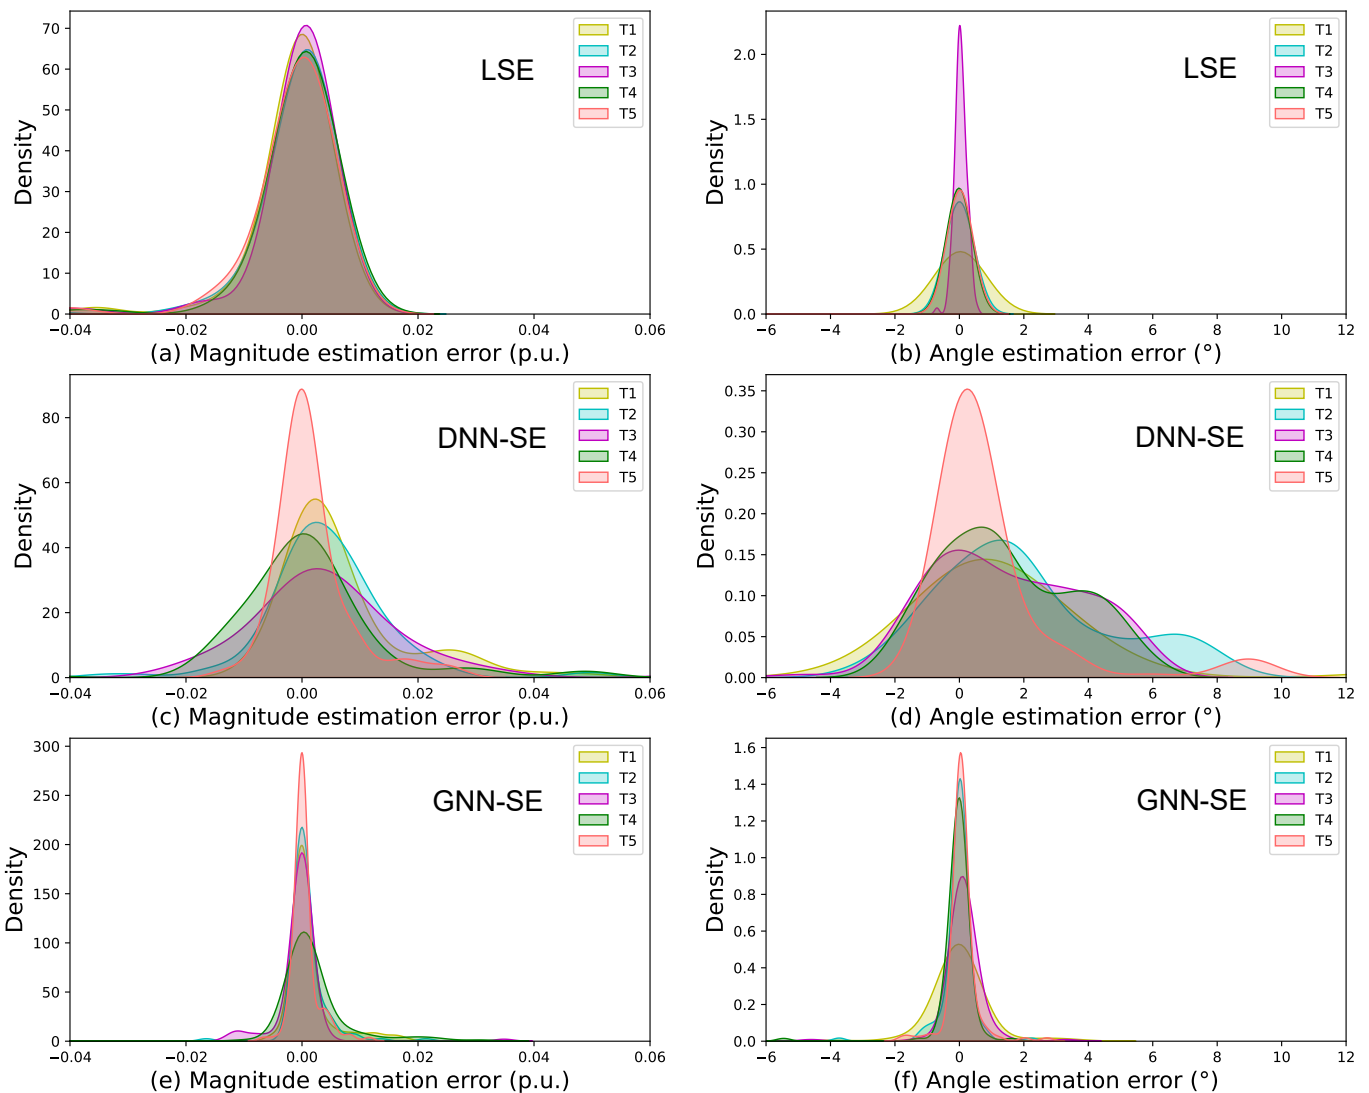 70
60
50
40
30
20
10
0
Density
LSE
T1
T2
T3
T4
T5
−0.04 −0.02 0.00 0.02 0.04 0.06
(a) Magnitude estimation error (p.u.)
2.0
1.5
1.0
0.5
0.0
Density
LSE
T1
T2
T3
T4
T5
−6 −4 −2 0 2 4 6 8 10 12
(b) Angle estimation error (°)
80
60
40
20
0
Density
DNN-SE
T1
T2
T3
T4
T5
−0.04 −0.02 0.00 0.02 0.04 0.06
(c) Magnitude estimation error (p.u.)
0.35
0.30
0.25
0.20
0.15
0.10
0.05
0.00
Density
DNN-SE
T1
T2
T3
T4
T5
−6 −4 −2 0 2 4 6 8 10 12
(d) Angle estimation error (°)
300
250
200
150
100
50
0
Density
GNN-SE
T1
T2
T3
T4
T5
−0.04 −0.02 0.00 0.02 0.04 0.06
(e) Magnitude estimation error (p.u.)
1.6
1.4
1.2
1.0
0.8
0.6
0.4
0.2
0.0
Density
GNN-SE
T1
T2
T3
T4
T5
−6 −4 −2 0 2 4 6 8 10 12
(f) Angle estimation error (°)